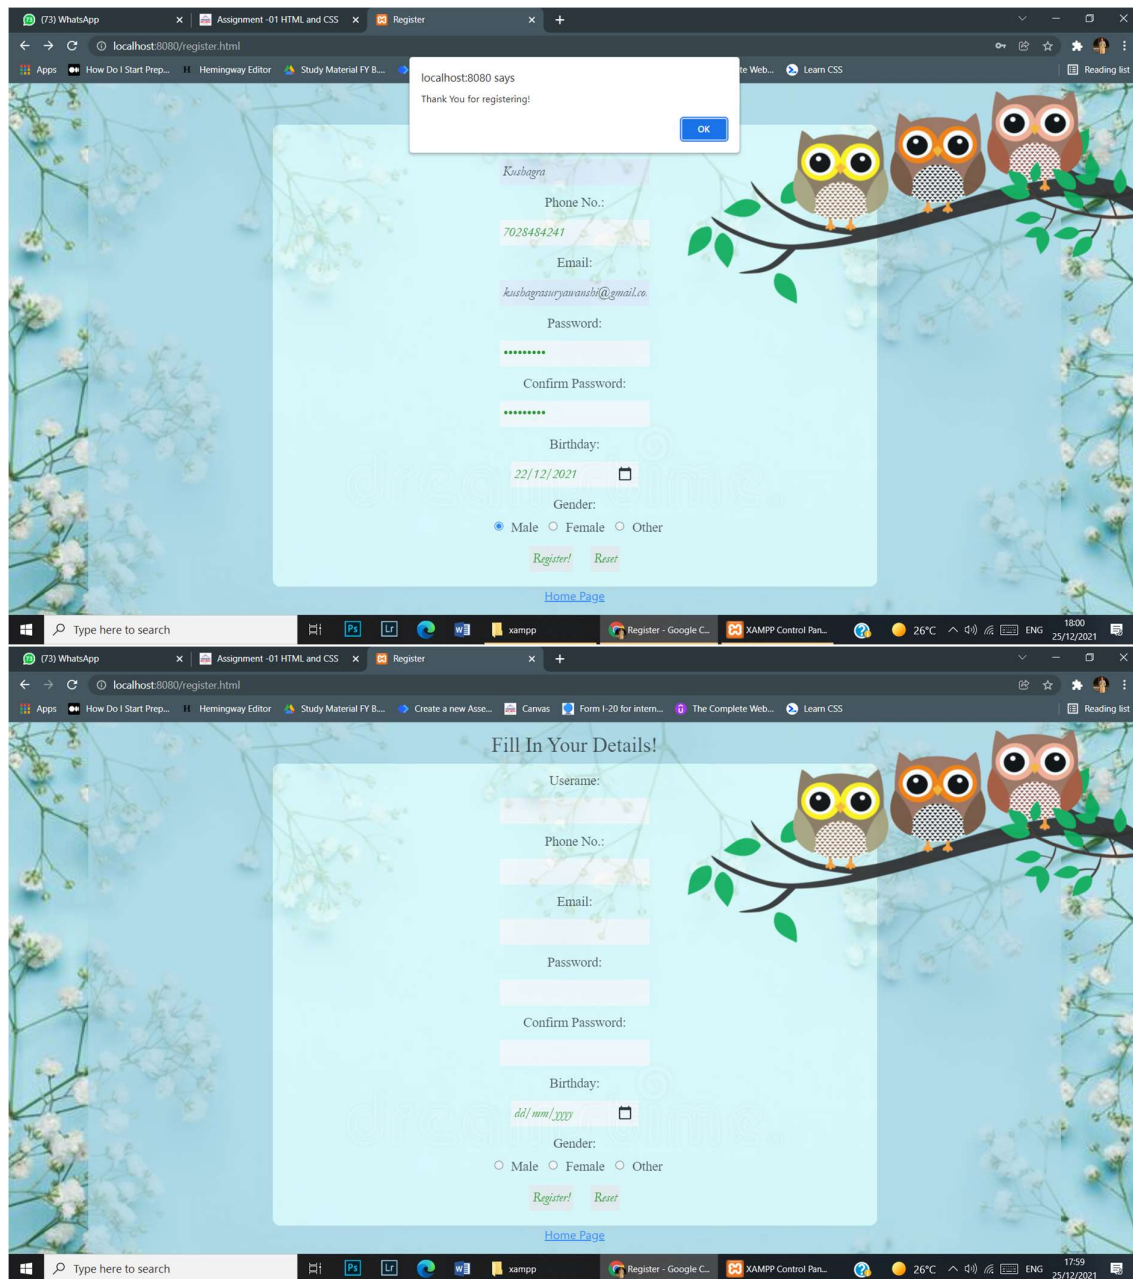 (73) WhatsApp
Assignment -01 HTML and CSS
Register
localhost:8080/register.html
Apps
How Do I Start Prep...
Hemingway Editor
Study Material FY B....
te Web...
Learn CSS
Reading list
localhost:8080 says
Thank You for registering!
OK
Kushagra
Phone No.:
7028484241
Email:
kushagrasuryawanshi@gmail.co
Password:
Confirm Password:
Birthday:
22/12/2021
Gender:
Male Female Other
Register! Reset
Home Page
Type here to search
Ps
Lr
xampp
Register - Google C...
XAMPP Control Pan...
26°C
ENG
18:00
25/12/2021
(73) WhatsApp
Assignment -01 HTML and CSS
Register
localhost:8080/register.html
Apps
How Do I Start Prep...
Hemingway Editor
Study Material FY B....
Create a new Asse...
Canvas
Form I-20 for intern...
The Complete Web...
Learn CSS
Reading list
Fill In Your Details!
Userame:
Phone No.:
Email:
Password:
Confirm Password:
Birthday:
dd/mm/yyyy
Gender:
Male Female Other
Register! Reset
Home Page
Type here to search
Ps
Lr
xampp
Register - Google C...
XAMPP Control Pan...
26°C
ENG
17:59
25/12/2021